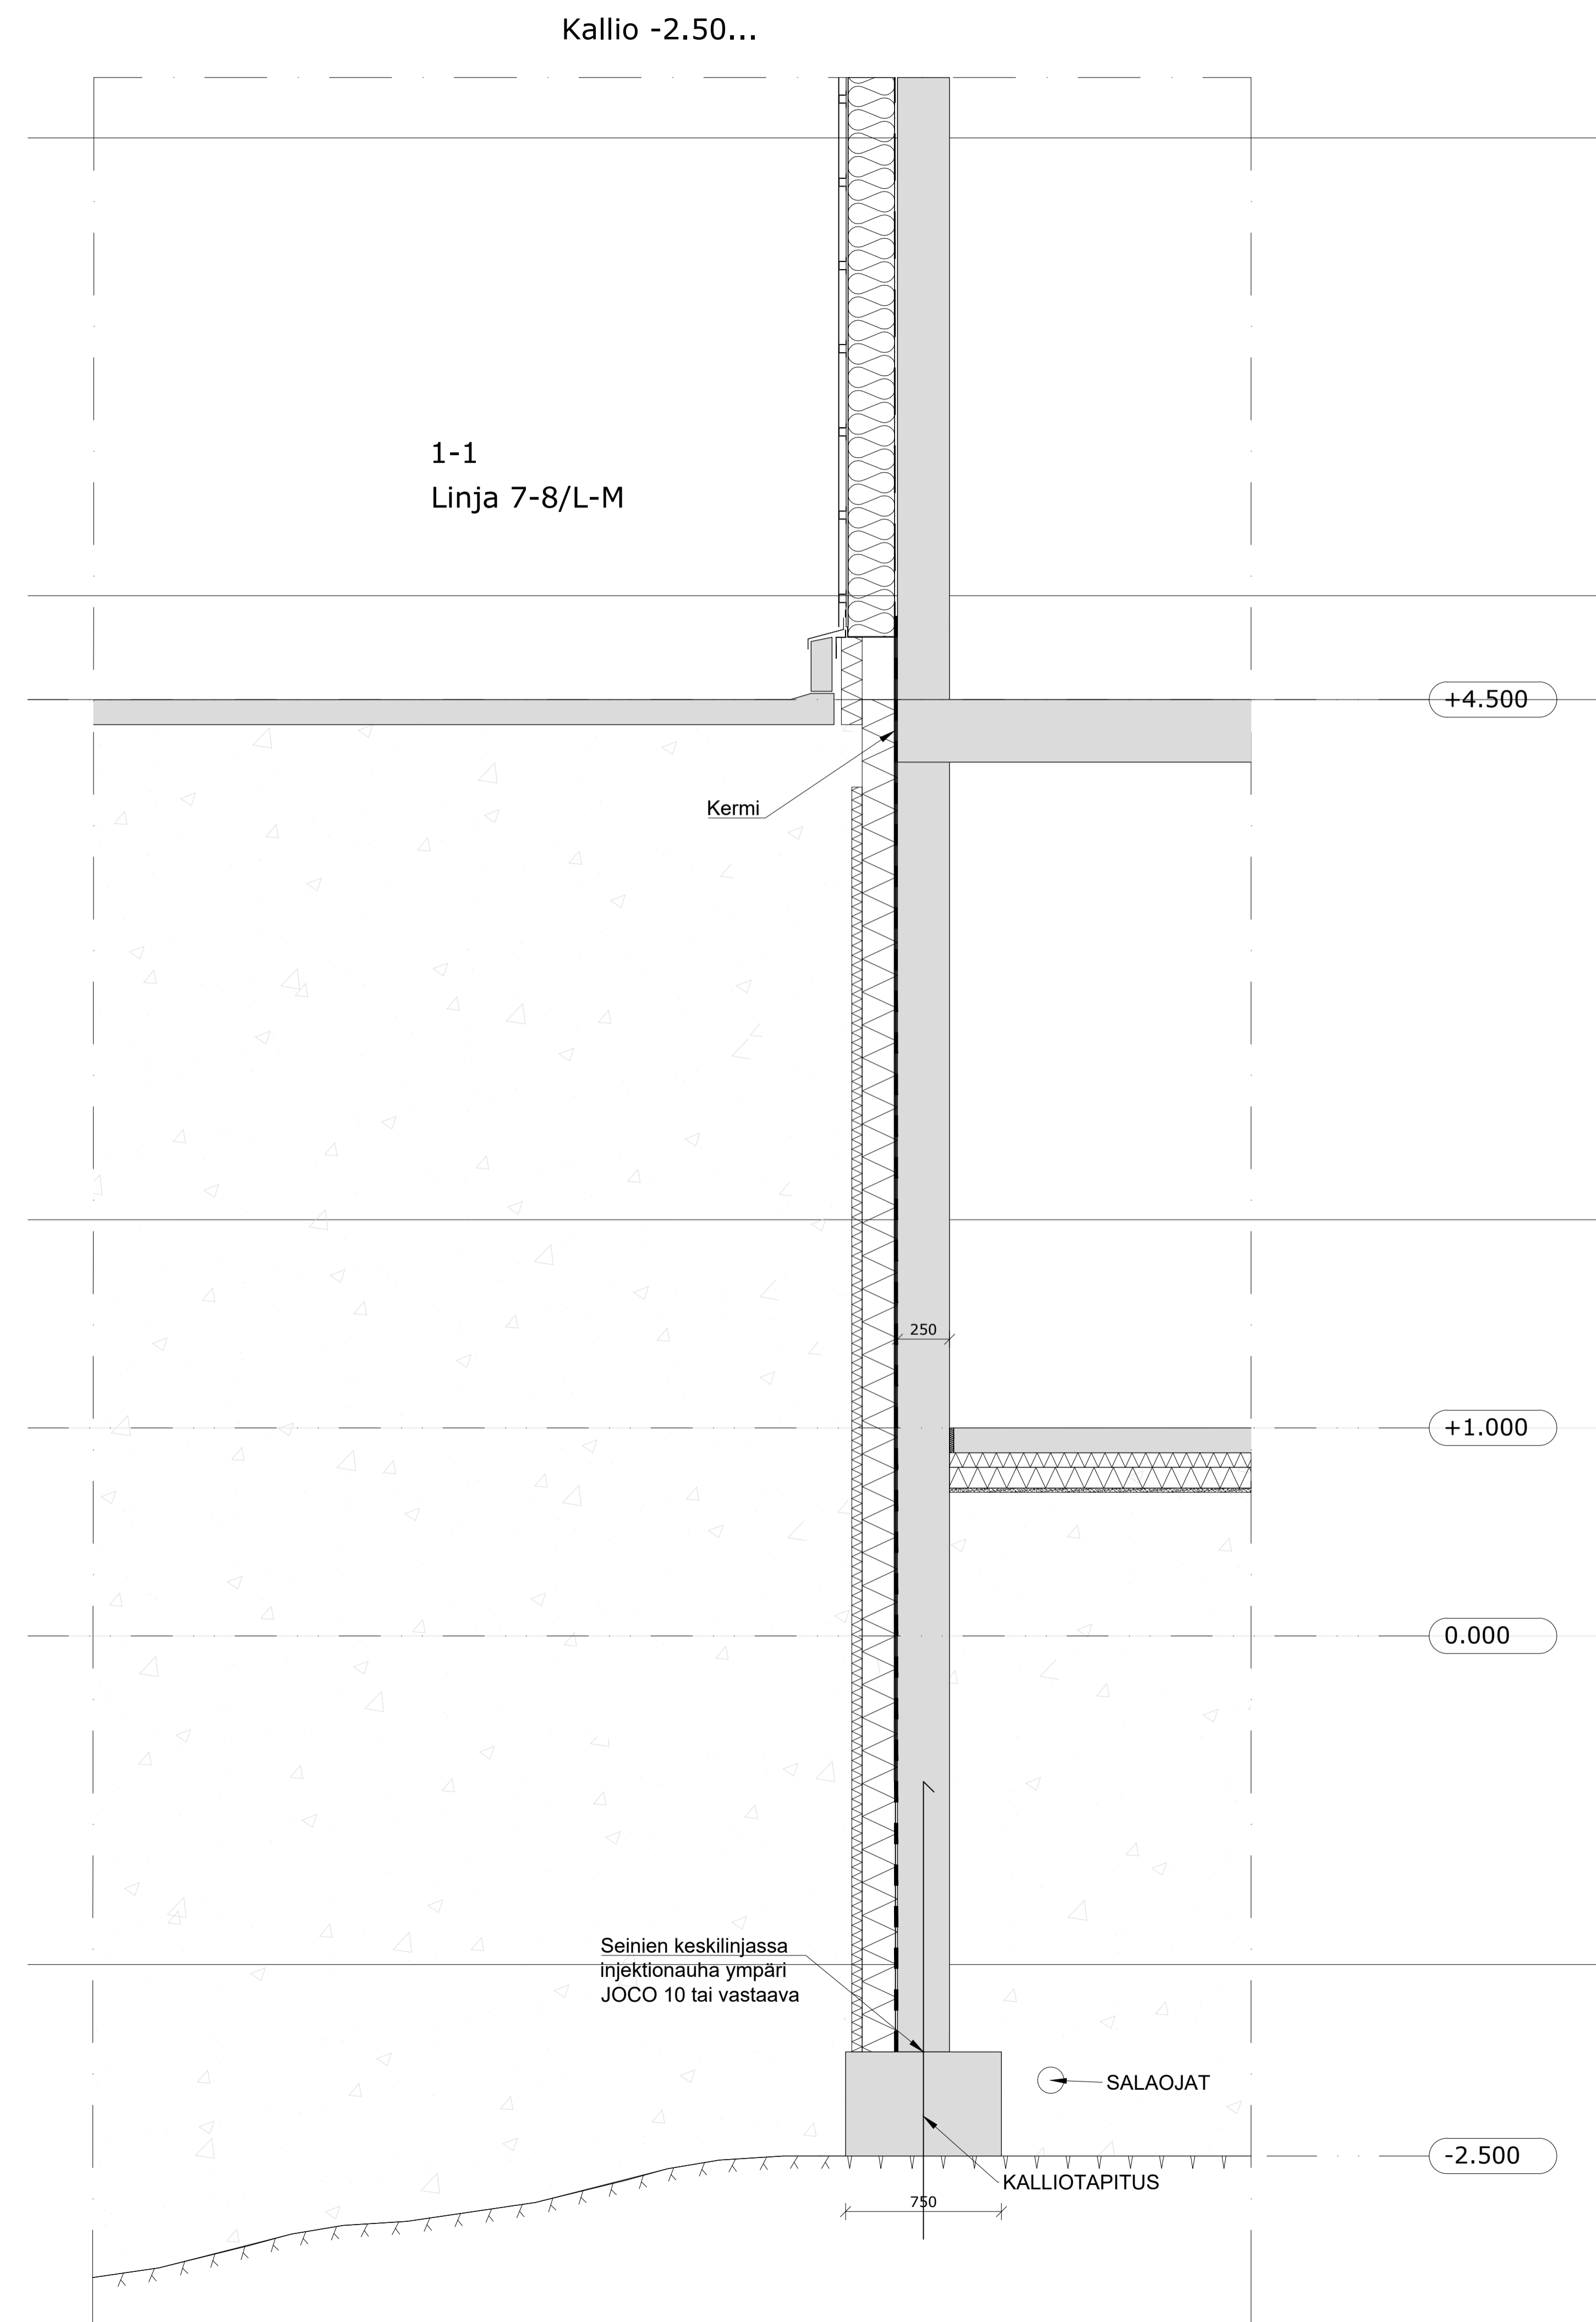 Kallio -2.50...
1-1
Linja 7-8/L-M
+4.500
Kermi
250
+1.000
0.000
Seinien keskilinjassa
injektionauha ympäri
JOCO 10 tai vastaava
SALAOJAT
-2.500
KALLIOTAPITUS
750